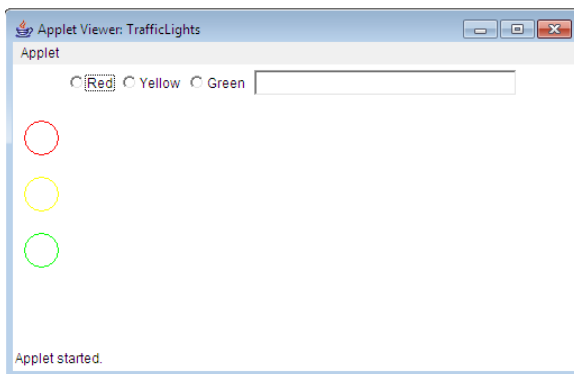 Applet Viewer: TrafficLights
Applet
Red Yellow Green
Applet started.